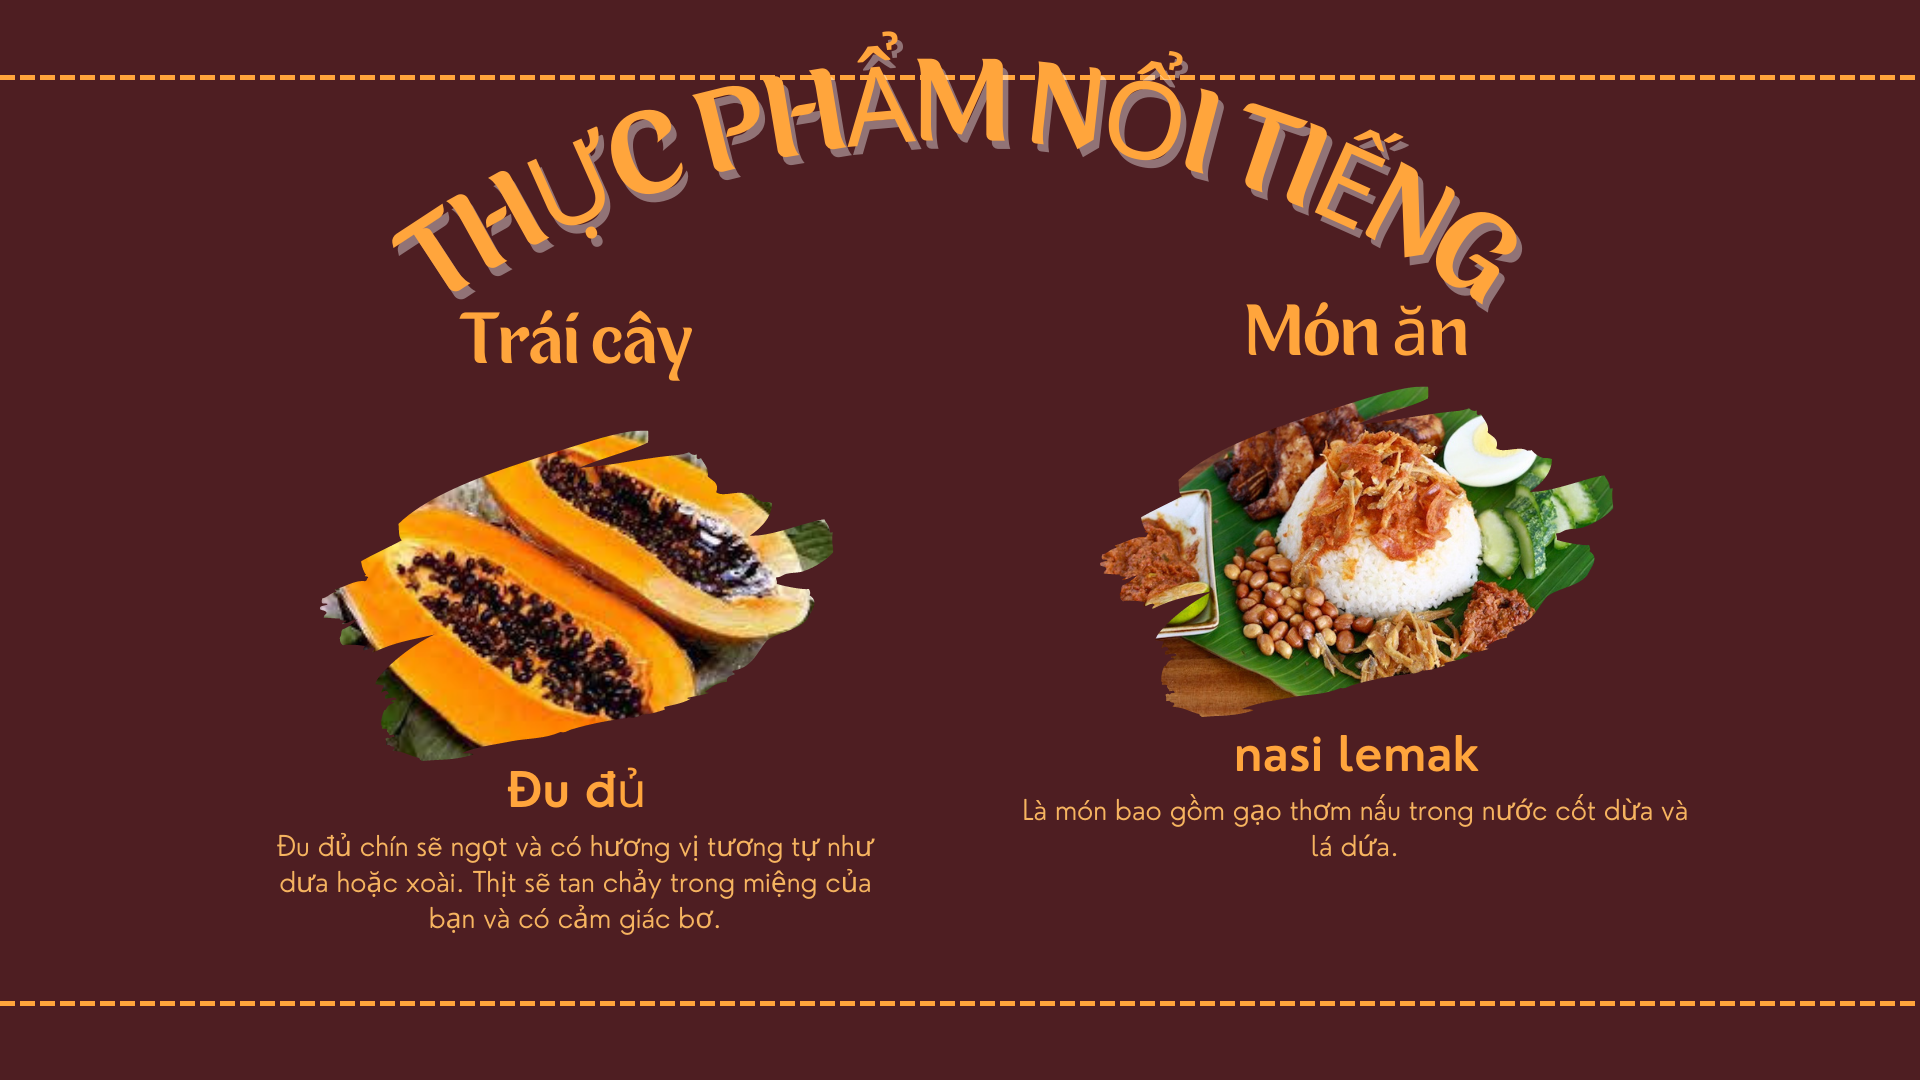 THỰC PHẨM NỔI TIẾNG
Trái cây
Đu đủ
Đu đủ chín sẽ ngọt và có hương vị tương tự như
dưa hoặc xoài. Thịt sẽ tan chảy trong miệng của
bạn và có cảm giác bơ.
Món ăn
nasi lemak
Là món bao gồm gạo thơm nấu trong nước cốt dừa và
lá dứa.